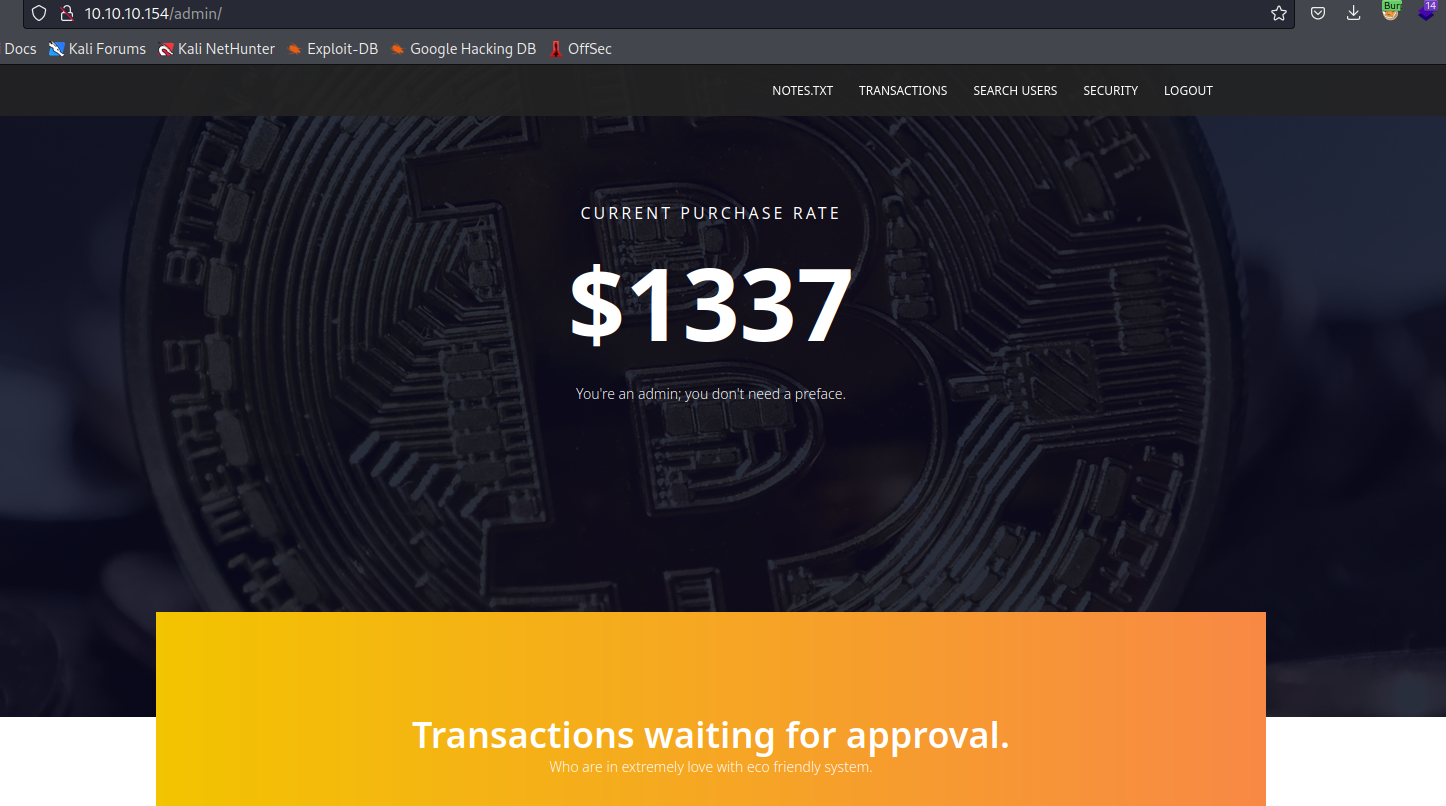 10.10.10.154/admin/
Bur
14
Docs Kali Forums Kali NetHunter Exploit-DB Google Hacking DB OffSec
NOTES.TXT TRANSACTIONS SEARCH USERS SECURITY LOGOUT
CURRENT PURCHASE RATE
$1337
You're an admin; you don't need a preface.
Transactions waiting for approval.
Who are in extremely love with eco friendly system.